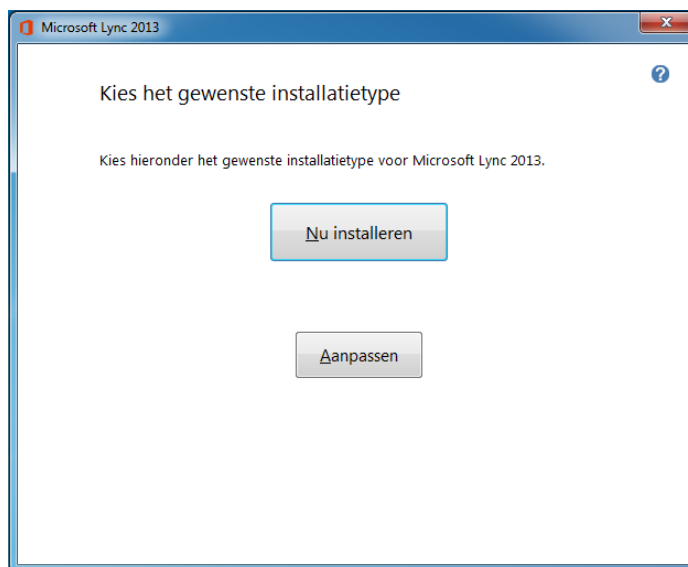 Microsoft Lync 2013
Kies het gewenste installatietype
Kies hieronder het gewenste installatietype voor Microsoft Lync 2013.
Nu installeren
Aanpassen